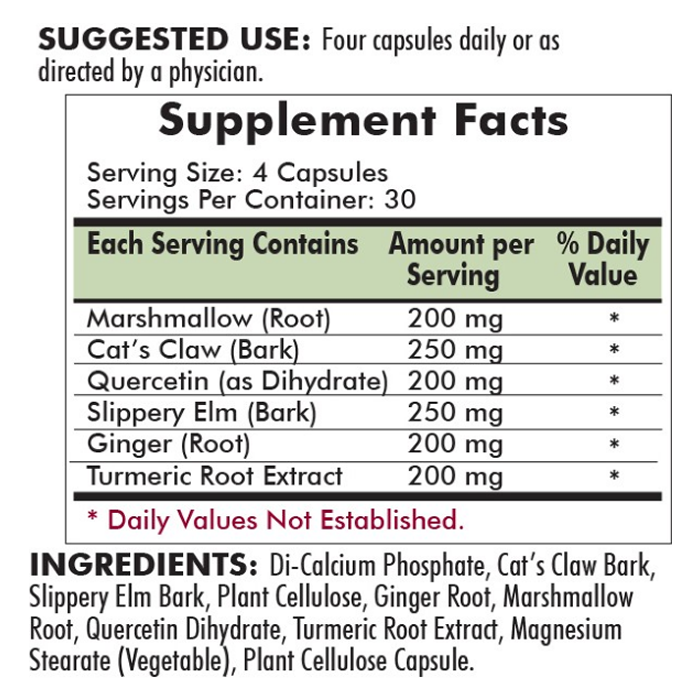 SUGGESTED USE: Four capsules daily or as
directed by a physician.
Supplement Facts
Serving Size: 4 Capsules
Servings Per Container: 30
Each Serving Contains Amount per % Daily
Serving Value
Marshmallow (Root) 200 mg *
Cat's Claw (Bark) 250 mg *
Quercetin (as Dihydrate) 200 mg *
Slippery Elm (Bark) 250 mg *
Ginger (Root) 200 mg *
Turmeric Root Extract 200 mg *
* Daily Values Not Established.
INGREDIENTS: Di-Calcium Phosphate, Cat's Claw Bark,
Slippery Elm Bark, Plant Cellulose, Ginger Root, Marshmallow
Root, Quercetin Dihydrate, Turmeric Root Extract, Magnesium
Stearate (Vegetable), Plant Cellulose Capsule.